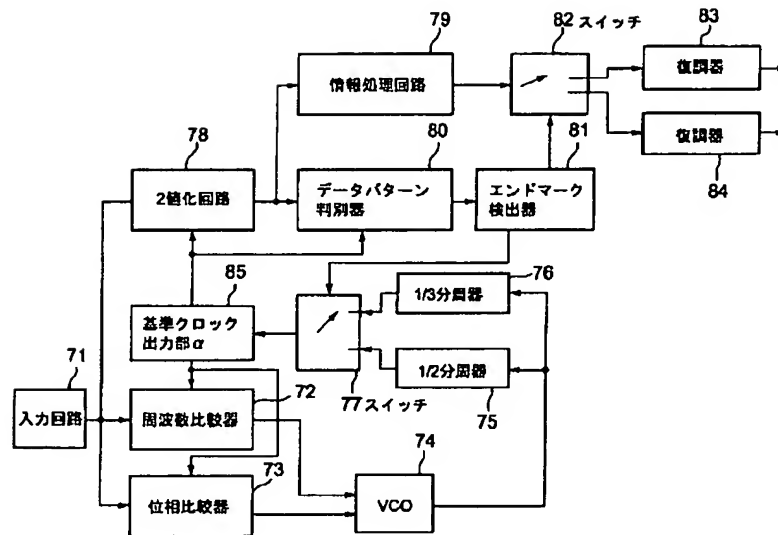 79
情報処理回路
82 スイッチ
83
復調器
復調器
84
78
2値化回路
80
データパターン
判別器
81
エンドマーク
検出器
85
基準クロック
出力部α
76
1/3分周器
1/2分周器
75
77 スイッチ
71
入力回路
72
周波数比較器
73
位相比較器
74
VCO